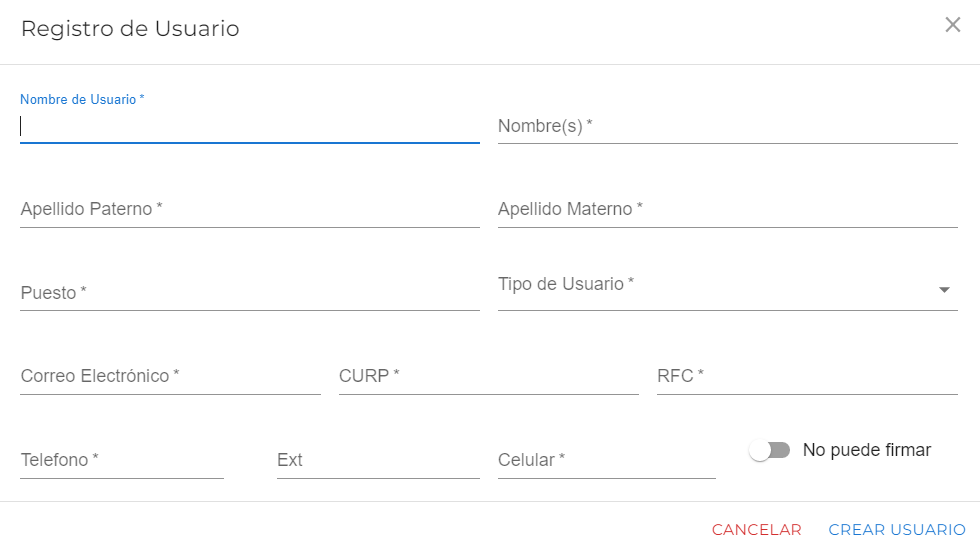 Registro de Usuario
Nombre de Usuario *
Nombre(s) *
Apellido Paterno *
Apellido Materno *
Puesto *
Tipo de Usuario *
Correo Electrónico *
CURP *
RFC *
Telefono *
Ext
Celular *
No puede firmar
CANCELAR
CREAR USUARIO